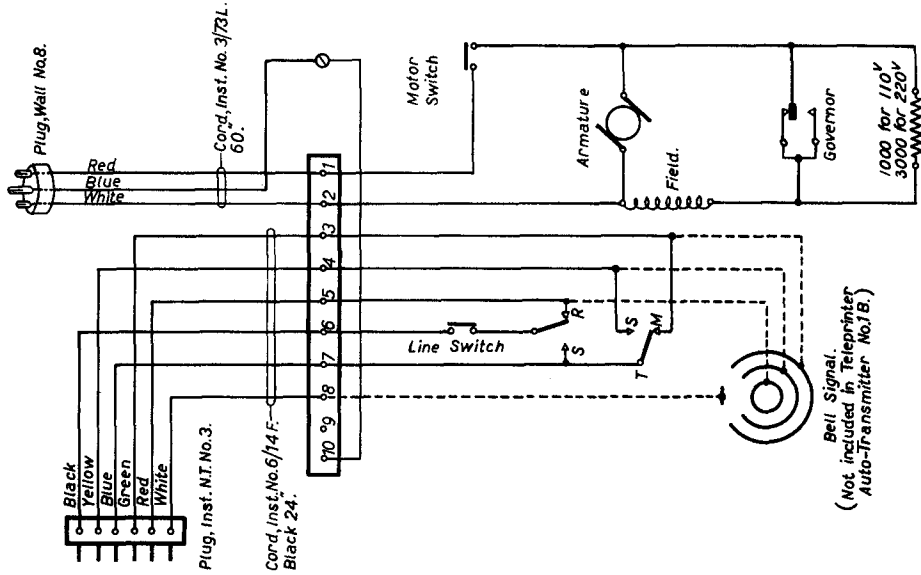 Plug, Wall No.8.
Red
Blue
White
Cord, Inst. No. 3/73L.
60."
Motor
Switch
Armature
Field.
Governor
1000 for 110V
3000 for 220V
1
2
3
4
5
6
7
8
9
10
R
S
S
M
T
Line Switch
Black
Yellow
Blue
Green
Red
White
Plug, Inst. N.T. No. 3.
Cord, Inst. No. 6/14 F.
Black 24."
Bell Signal.
(Not included in Teleprinter
Auto-Transmitter No.1 B.)